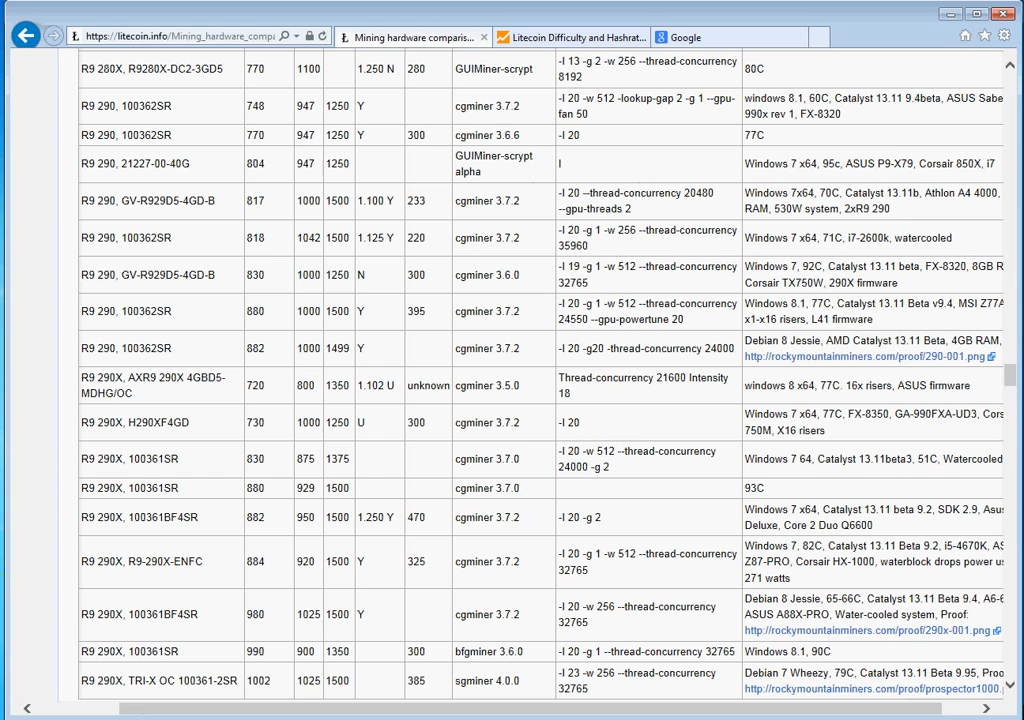 https://litecoin.info/Mining_hardware_compa
Mining hardware comparis...
Litecoin Difficulty and Hashrat...
Google
R9 280X, R9280X-DC2-3GD5 770 1100 1.250 N 280 GUIMiner-scrypt -I 13 -g 2 -w 256 --thread-concurrency 8192 80C
R9 290, 100362SR 748 947 1250 Y cgminer 3.7.2 -I 20 -w 512 -lookup-gap 2 -g 1 --gpu-fan 50 windows 8.1, 60C, Catalyst 13.11 9.4beta, ASUS Sabe 990x rev 1, FX-8320
R9 290, 100362SR 770 947 1250 Y 300 cgminer 3.6.6 -I 20 77C
R9 290, 21227-00-40G 804 947 1250 GUIMiner-scrypt alpha I Windows 7 x64, 95c, ASUS P9-X79, Corsair 850X, i7
R9 290, GV-R929D5-4GD-B 817 1000 1500 1.100 Y 233 cgminer 3.7.2 -I 20 --thread-concurrency 20480 --gpu-threads 2 Windows 7x64, 70C, Catalyst 13.11b, Athlon A4 4000, RAM, 530W system, 2xR9 290
R9 290, 100362SR 818 1042 1500 1.125 Y 220 cgminer 3.7.2 -I 20 -g 1 -w 256 --thread-concurrency 35960 Windows 7 x64, 71C, i7-2600k, watercooled
R9 290, GV-R929D5-4GD-B 830 1000 1250 N 300 cgminer 3.6.0 -I 19 -g 1 -w 512 --thread-concurrency 32765 Windows 7, 92C, Catalyst 13.11 beta, FX-8320, 8GB R Corsair TX750W, 290X firmware
R9 290, 100362SR 880 1000 1500 Y 395 cgminer 3.7.2 -I 20 -g 1 -w 512 --thread-concurrency 24550 --gpu-powertune 20 Windows 8.1, 77C, Catalyst 13.11 Beta v9.4, MSI Z77A x1-x16 risers, L41 firmware
R9 290, 100362SR 882 1000 1499 Y cgminer 3.7.2 -I 20 -g20 -thread-concurrency 24000 Debian 8 Jessie, AMD Catalyst 13.11 Beta, 4GB RAM, http://rockymountainminers.com/proof/290-001.png
R9 290X, AXR9 290X 4GBD5-MDHG/OC 720 800 1350 1.102 U unknown cgminer 3.5.0 Thread-concurrency 21600 Intensity 18 windows 8 x64, 77C. 16x risers, ASUS firmware
R9 290X, H290XF4GD 730 1000 1250 U 300 cgminer 3.7.2 -I 20 Windows 7 x64, 77C, FX-8350, GA-990FXA-UD3, Cors 750M, X16 risers
R9 290X, 100361SR 830 875 1375 cgminer 3.7.0 -I 20 -w 512 --thread-concurrency 24000 -g 2 Windows 7 64, Catalyst 13.11beta3, 51C, Watercooled
R9 290X, 100361SR 880 929 1500 cgminer 3.7.0 93C
R9 290X, 100361BF4SR 882 950 1500 1.250 Y 470 cgminer 3.7.2 -I 20 -g 2 Windows 7 x64, Catalyst 13.11 beta 9.2, SDK 2.9, Asus Deluxe, Core 2 Duo Q6600
R9 290X, R9-290X-ENFC 884 920 1500 Y 325 cgminer 3.7.2 -I 20 -g 1 -w 512 --thread-concurrency 32765 Windows 7, 82C, Catalyst 13.11 Beta 9.2, i5-4670K, AS Z87-PRO, Corsair HX-1000, waterblock drops power us 271 watts
R9 290X, 100361BF4SR 980 1025 1500 Y cgminer 3.7.2 -I 20 -w 256 --thread-concurrency 32765 Debian 8 Jessie, 65-66C, Catalyst 13.11 Beta 9.4, A6-6 ASUS A88X-PRO, Water-cooled system, Proof: http://rockymountainminers.com/proof/290x-001.png
R9 290X, 100361SR 990 900 1350 300 bfgminer 3.6.0 -I 20 -g 1 --thread-concurrency 32765 Windows 8.1, 90C
R9 290X, TRI-X OC 100361-2SR 1002 1025 1500 385 sgminer 4.0.0 -I 23 -w 256 --thread-concurrency 32765 Debian 7 Wheezy, 79C, Catalyst 13.11 Beta 9.95, Proo http://rockymountainminers.com/proof/prospector1000.